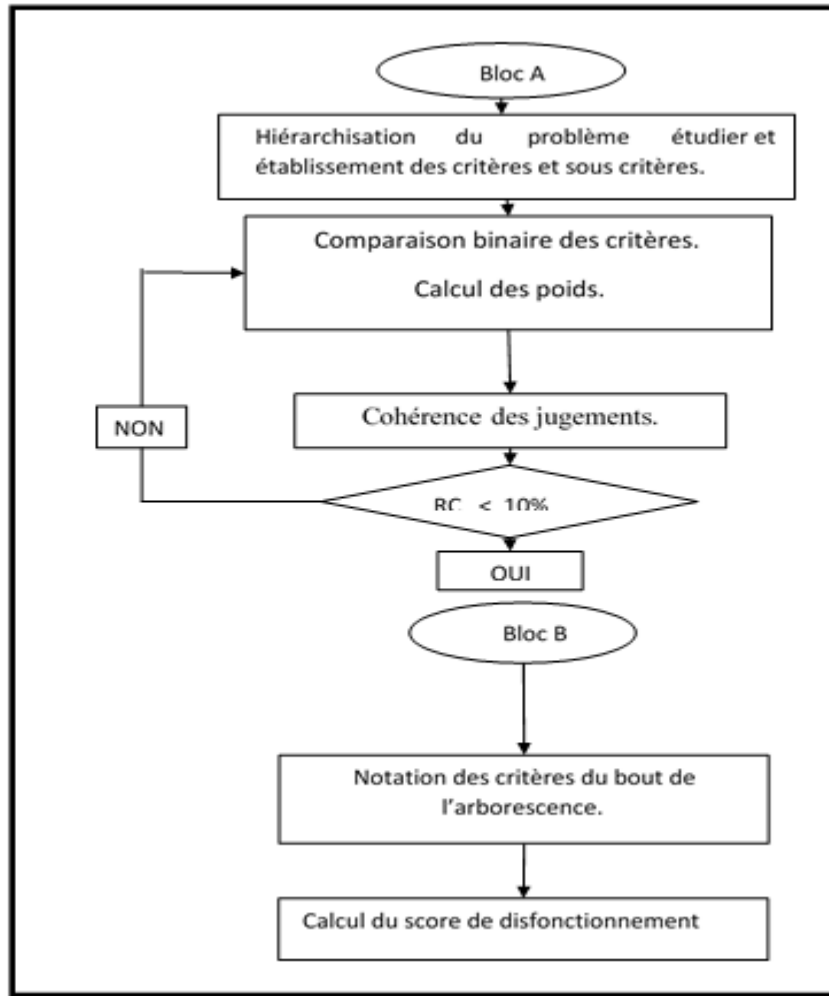 Bloc A
Hiérarchisation du problème étudier et
établissement des critères et sous critères.
Comparaison binaire des critères.
Calcul des poids.
NON
Cohérence des jugements.
RC < 10%
OUI
Bloc B
Notation des critères du bout de
l’arborescence.
Calcul du score de disfonctionnement